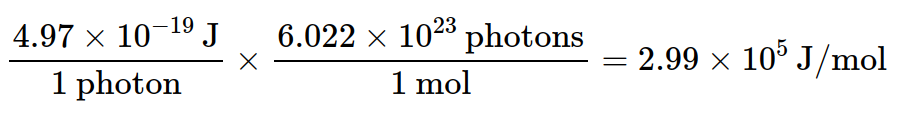 4.97 × 10⁻¹⁹ J / 1 photon × 6.022 × 10²³ photons / 1 mol = 2.99 × 10⁵ J/mol